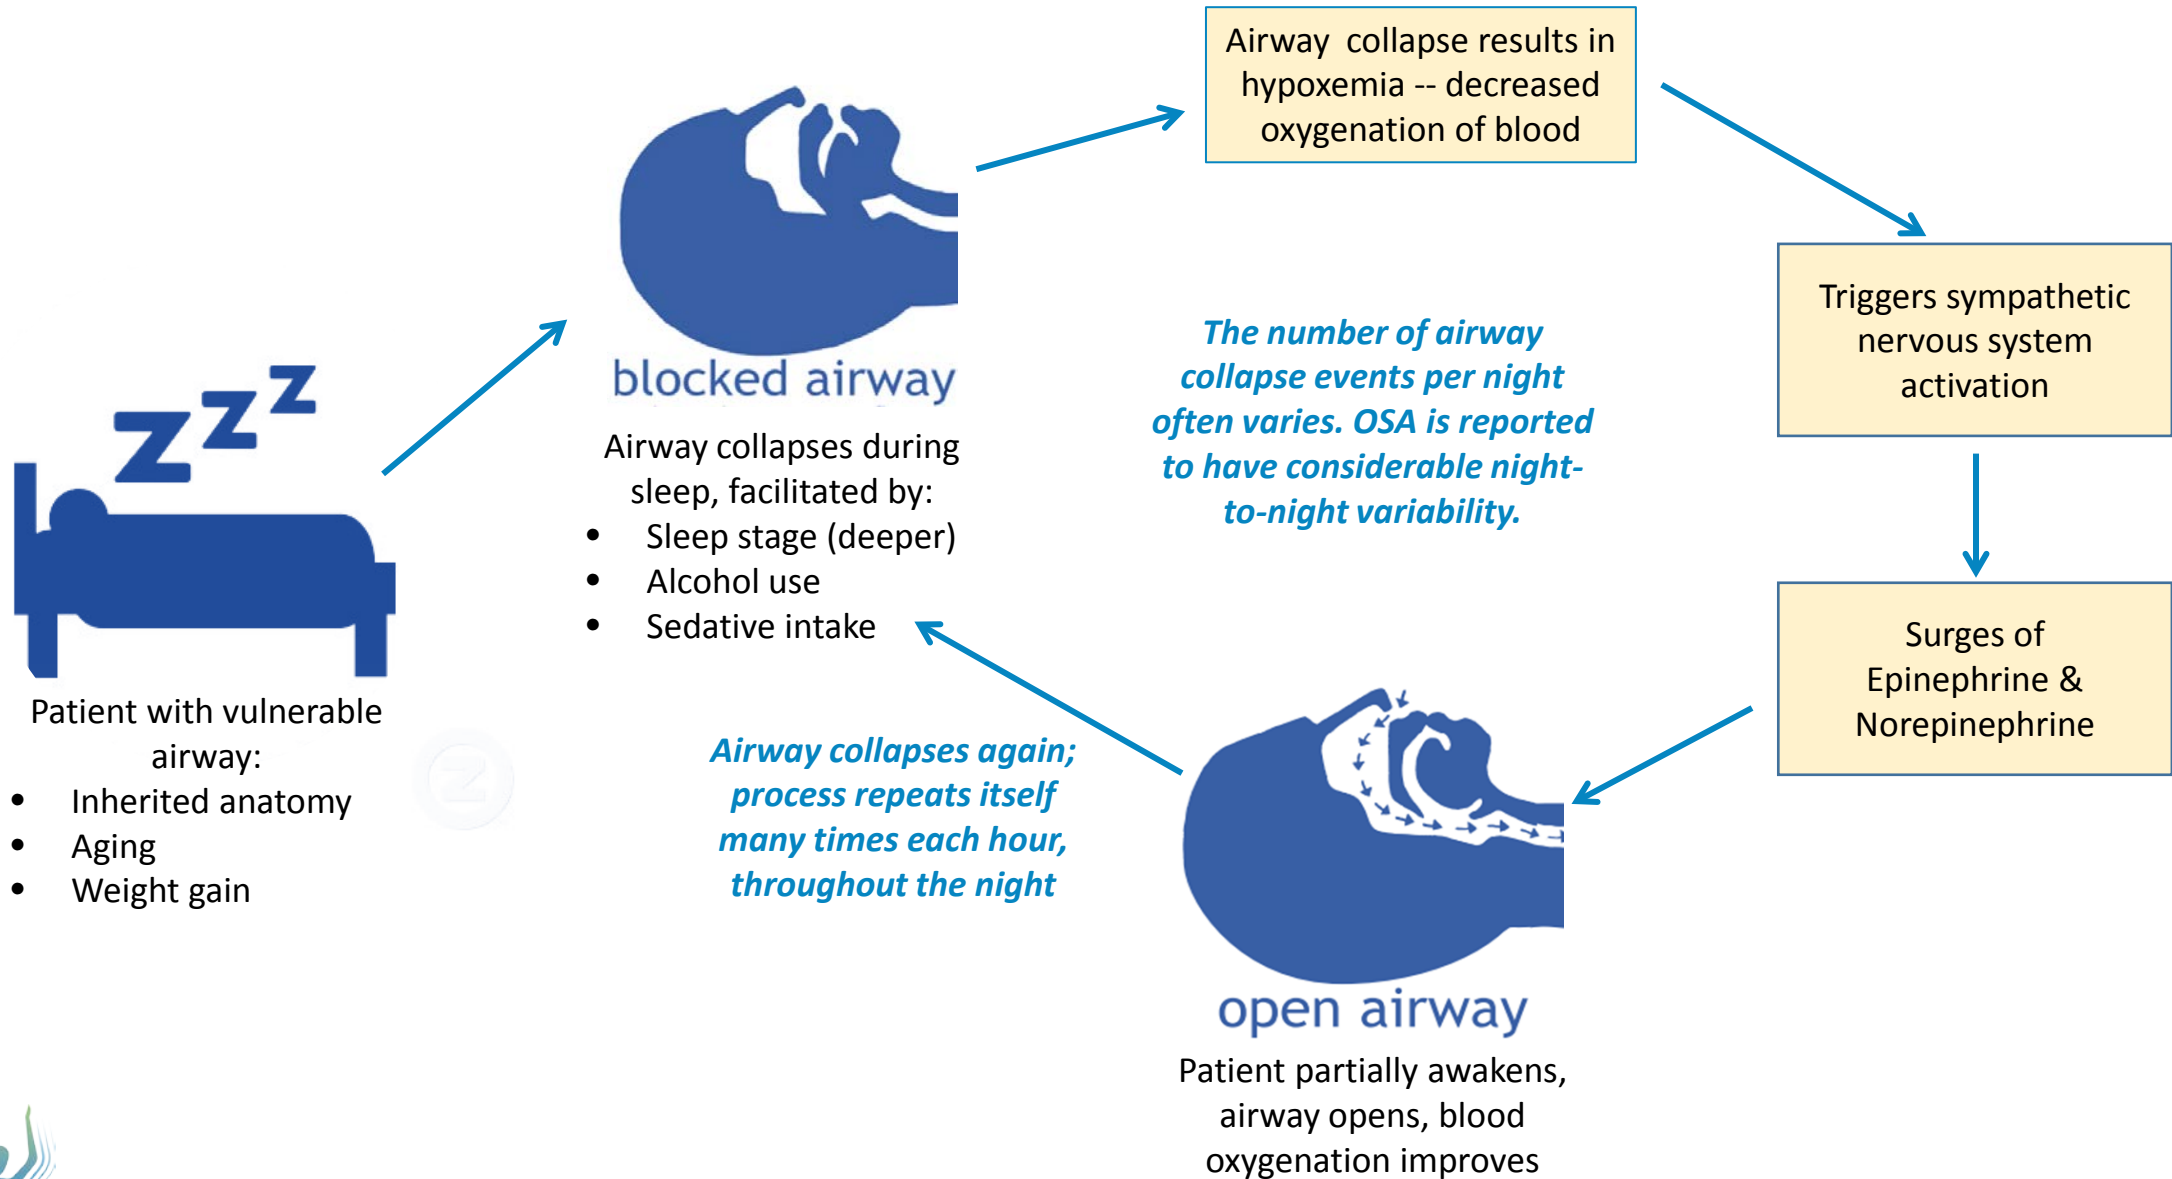 Airway collapse results in
hypoxemia -- decreased
oxygenation of blood
Triggers sympathetic
nervous system
activation
Surges of
Epinephrine &
Norepinephrine
The number of airway
collapse events per night
often varies. OSA is reported
to have considerable night-
to-night variability.
blocked airway
Airway collapses during
sleep, facilitated by:
• Sleep stage (deeper)
• Alcohol use
• Sedative intake
z z z
Patient with vulnerable
airway:
• Inherited anatomy
• Aging
• Weight gain
z
Airway collapses again;
process repeats itself
many times each hour,
throughout the night
open airway
Patient partially awakens,
airway opens, blood
oxygenation improves